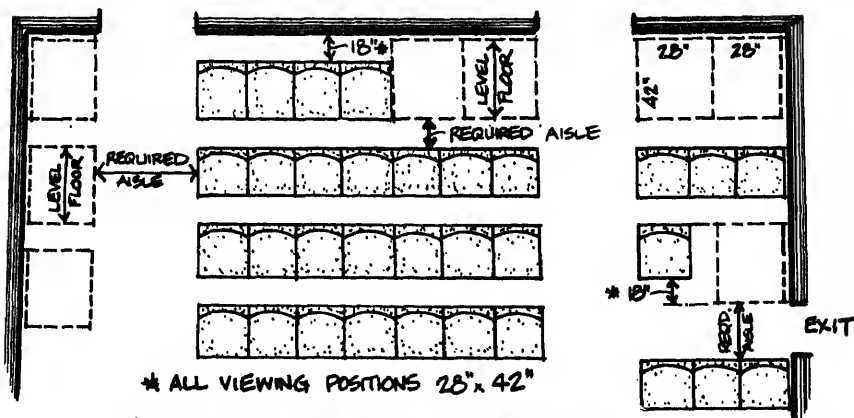 18"*
28" 28"
42"
LEVEL
FLOOR
REQUIRED AISLE
REQUIRED
AISLE
LEVEL
FLOOR
* 18"
REQD.
AISLE
EXIT
* ALL VIEWING POSITIONS 28"x 42"